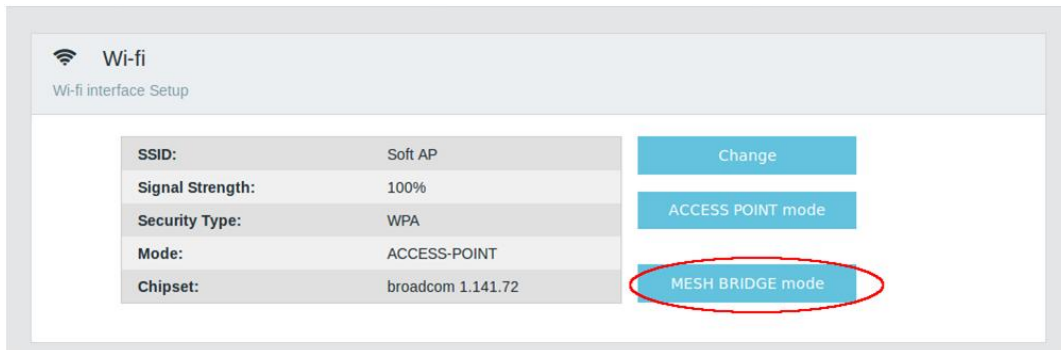 Wi-fi
Wi-fi interface Setup
SSID: Soft AP
Signal Strength: 100%
Security Type: WPA
Mode: ACCESS-POINT
Chipset: broadcom 1.141.72
Change
ACCESS POINT mode
MESH BRIDGE mode